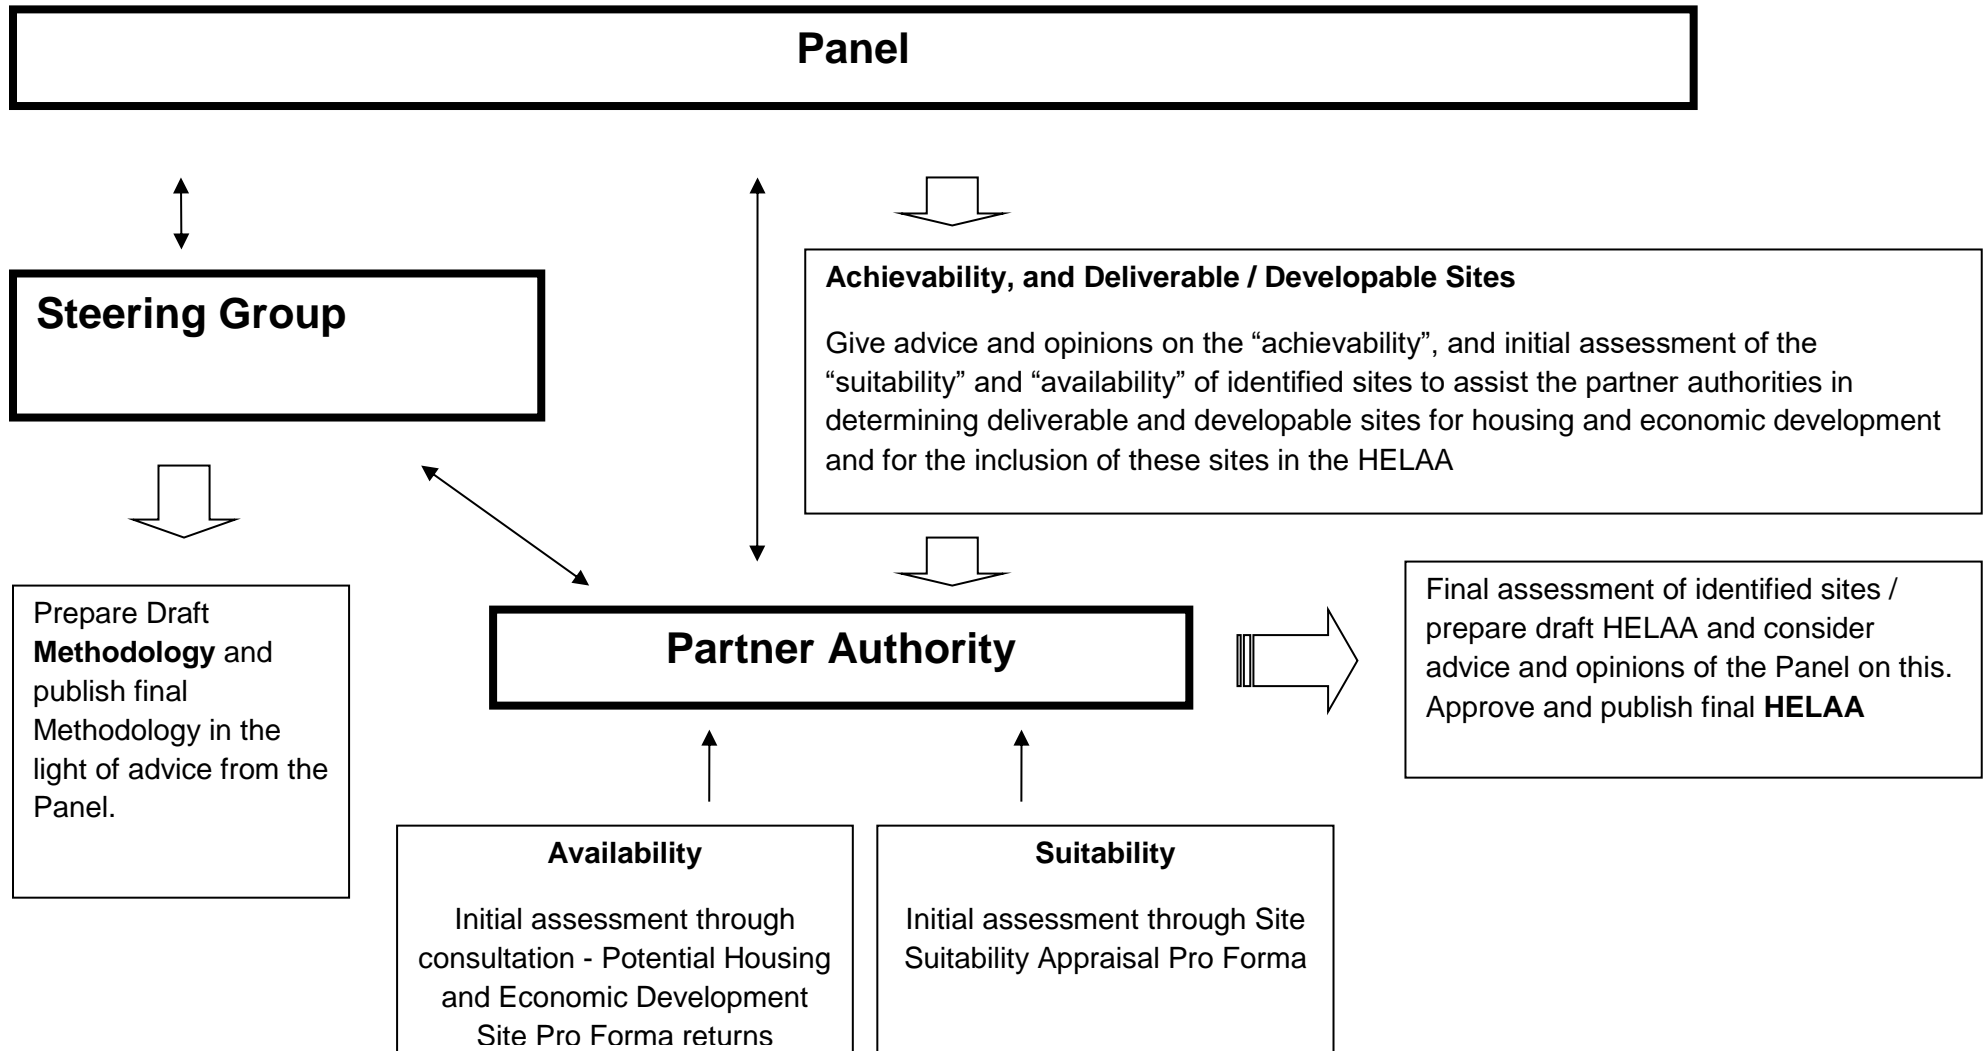 Panel
Steering Group
Achievability, and Deliverable / Developable Sites
Give advice and opinions on the “achievability”, and initial assessment of the
“suitability” and “availability” of identified sites to assist the partner authorities in
determining deliverable and developable sites for housing and economic development
and for the inclusion of these sites in the HELAA
Prepare Draft
Methodology and
publish final
Methodology in the
light of advice from the
Panel.
Partner Authority
Final assessment of identified sites /
prepare draft HELAA and consider
advice and opinions of the Panel on this.
Approve and publish final HELAA
Availability
Initial assessment through
consultation - Potential Housing
and Economic Development
Site Pro Forma returns
Suitability
Initial assessment through Site
Suitability Appraisal Pro Forma